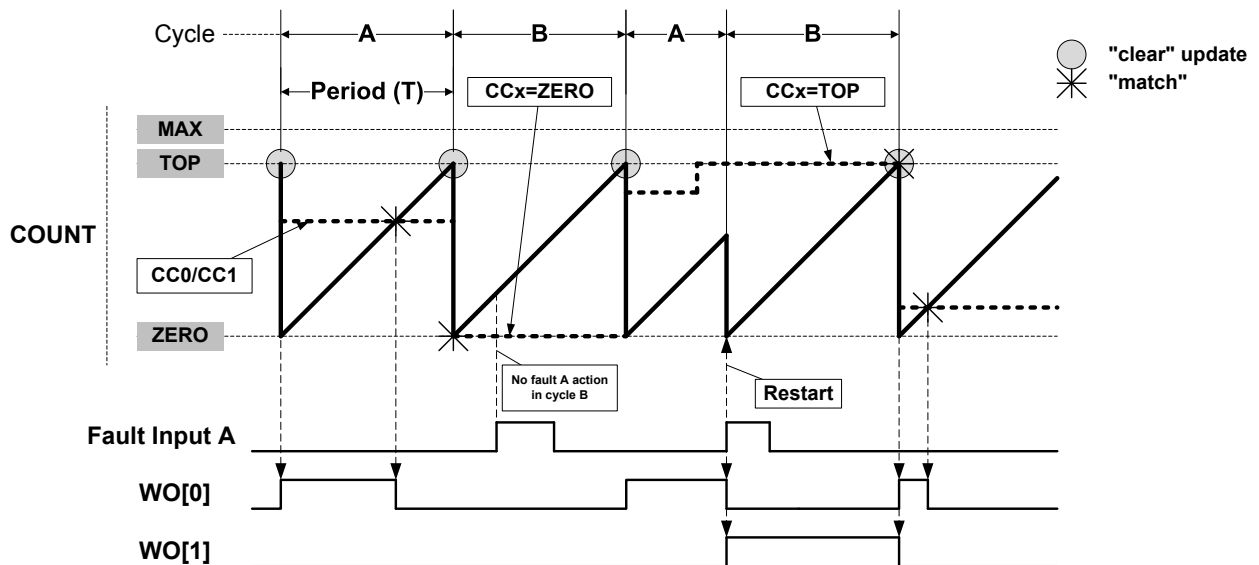 Cycle
A
B
A
B
"clear" update
"match"
Period (T)
CCx=ZERO
CCx=TOP
MAX
TOP
COUNT
CC0/CC1
ZERO
No fault A action
in cycle B
Restart
Fault Input A
WO[0]
WO[1]